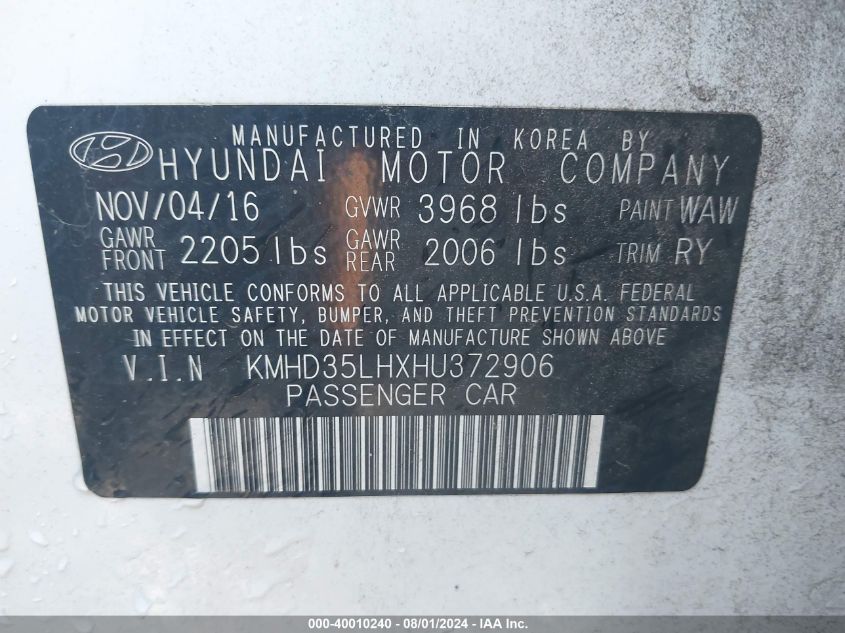 MANUFACTURED IN KOREA BY
HYUNDAI MOTOR COMPANY
NOV/04/16 GVWR 3968 lbs PAINT WAW
GAWR FRONT 2205 lbs GAWR REAR 2006 lbs TRIM RY
THIS VEHICLE CONFORMS TO ALL APPLICABLE U.S.A. FEDERAL
MOTOR VEHICLE SAFETY, BUMPER, AND THEFT PREVENTION STANDARDS
IN EFFECT ON THE DATE OF MANUFACTURE SHOWN ABOVE
V.I.N KMHD35LHXHU372906
PASSENGER CAR
000-40010240 - 08/01/2024 - IAAI.COM